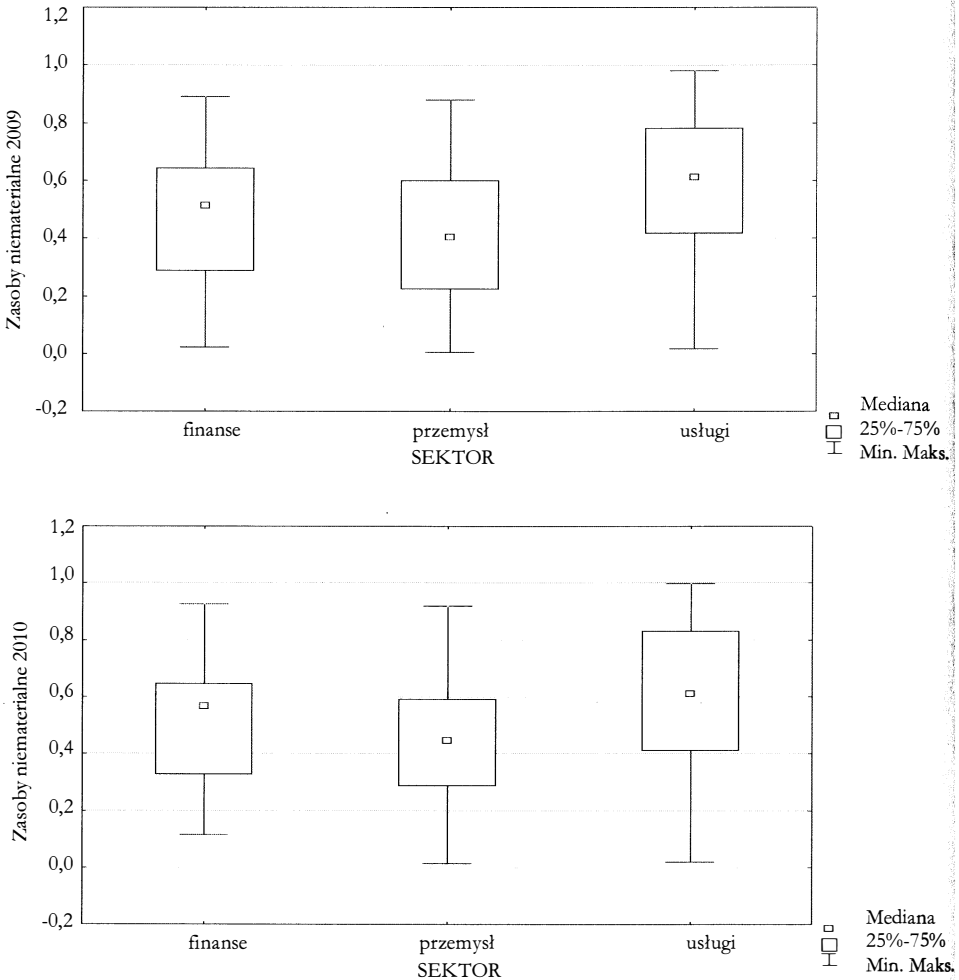 1,2
1,0
0,8
0,6
0,4
0,2
0,0
-0,2
Zasoby niematerialne 2009
finanse
przemysł
usługi
SEKTOR
Mediana
25%-75%
Min. Maks.
1,2
1,0
0,8
0,6
0,4
0,2
0,0
-0,2
Zasoby niematerialne 2010
finanse
przemysł
usługi
SEKTOR
Mediana
25%-75%
Min. Maks.